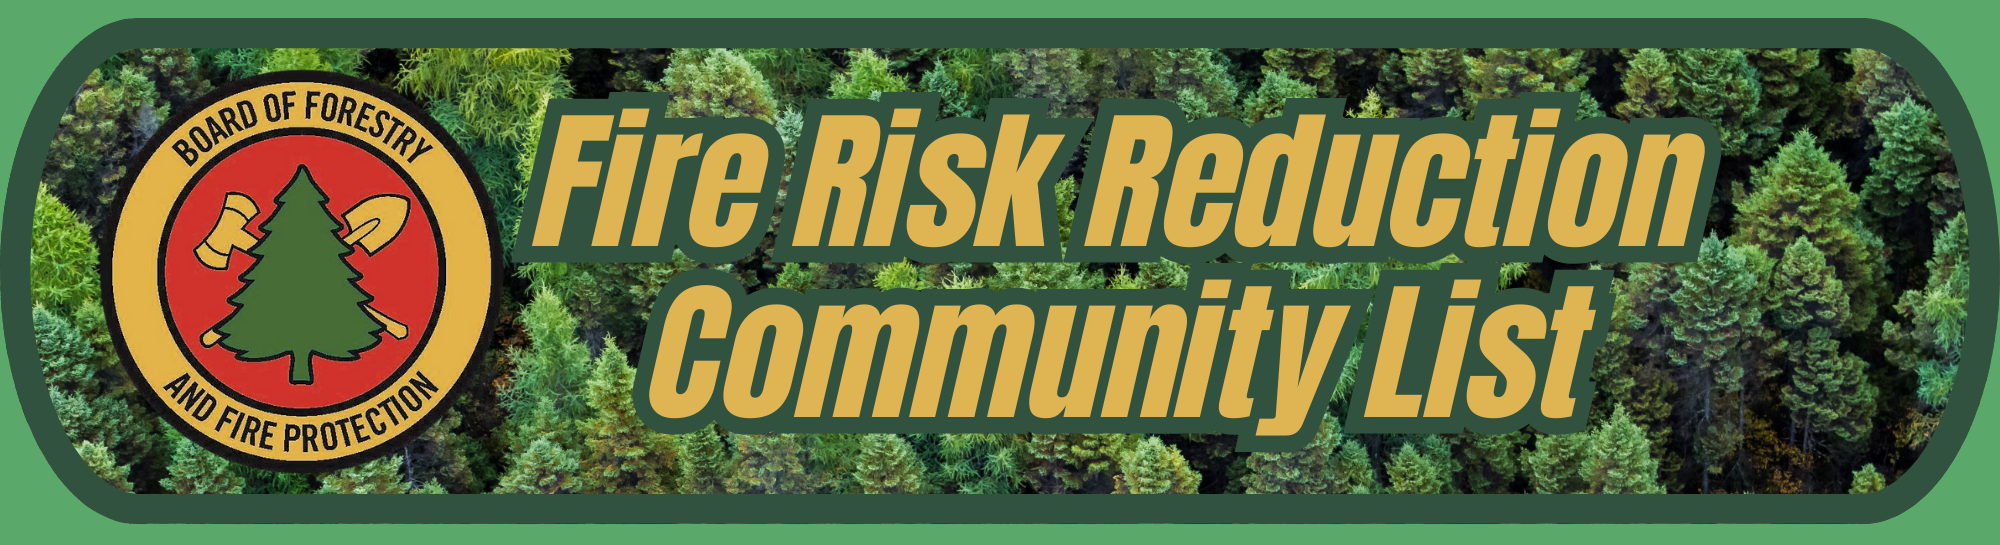 BOARD OF FORESTRY
AND FIRE PROTECTION
Fire Risk Reduction
Community List